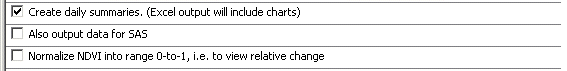 Create daily summaries. (Excel output will include charts)
Also output data for SAS
Normalize NDVI into range 0-to-1, i.e. to view relative change